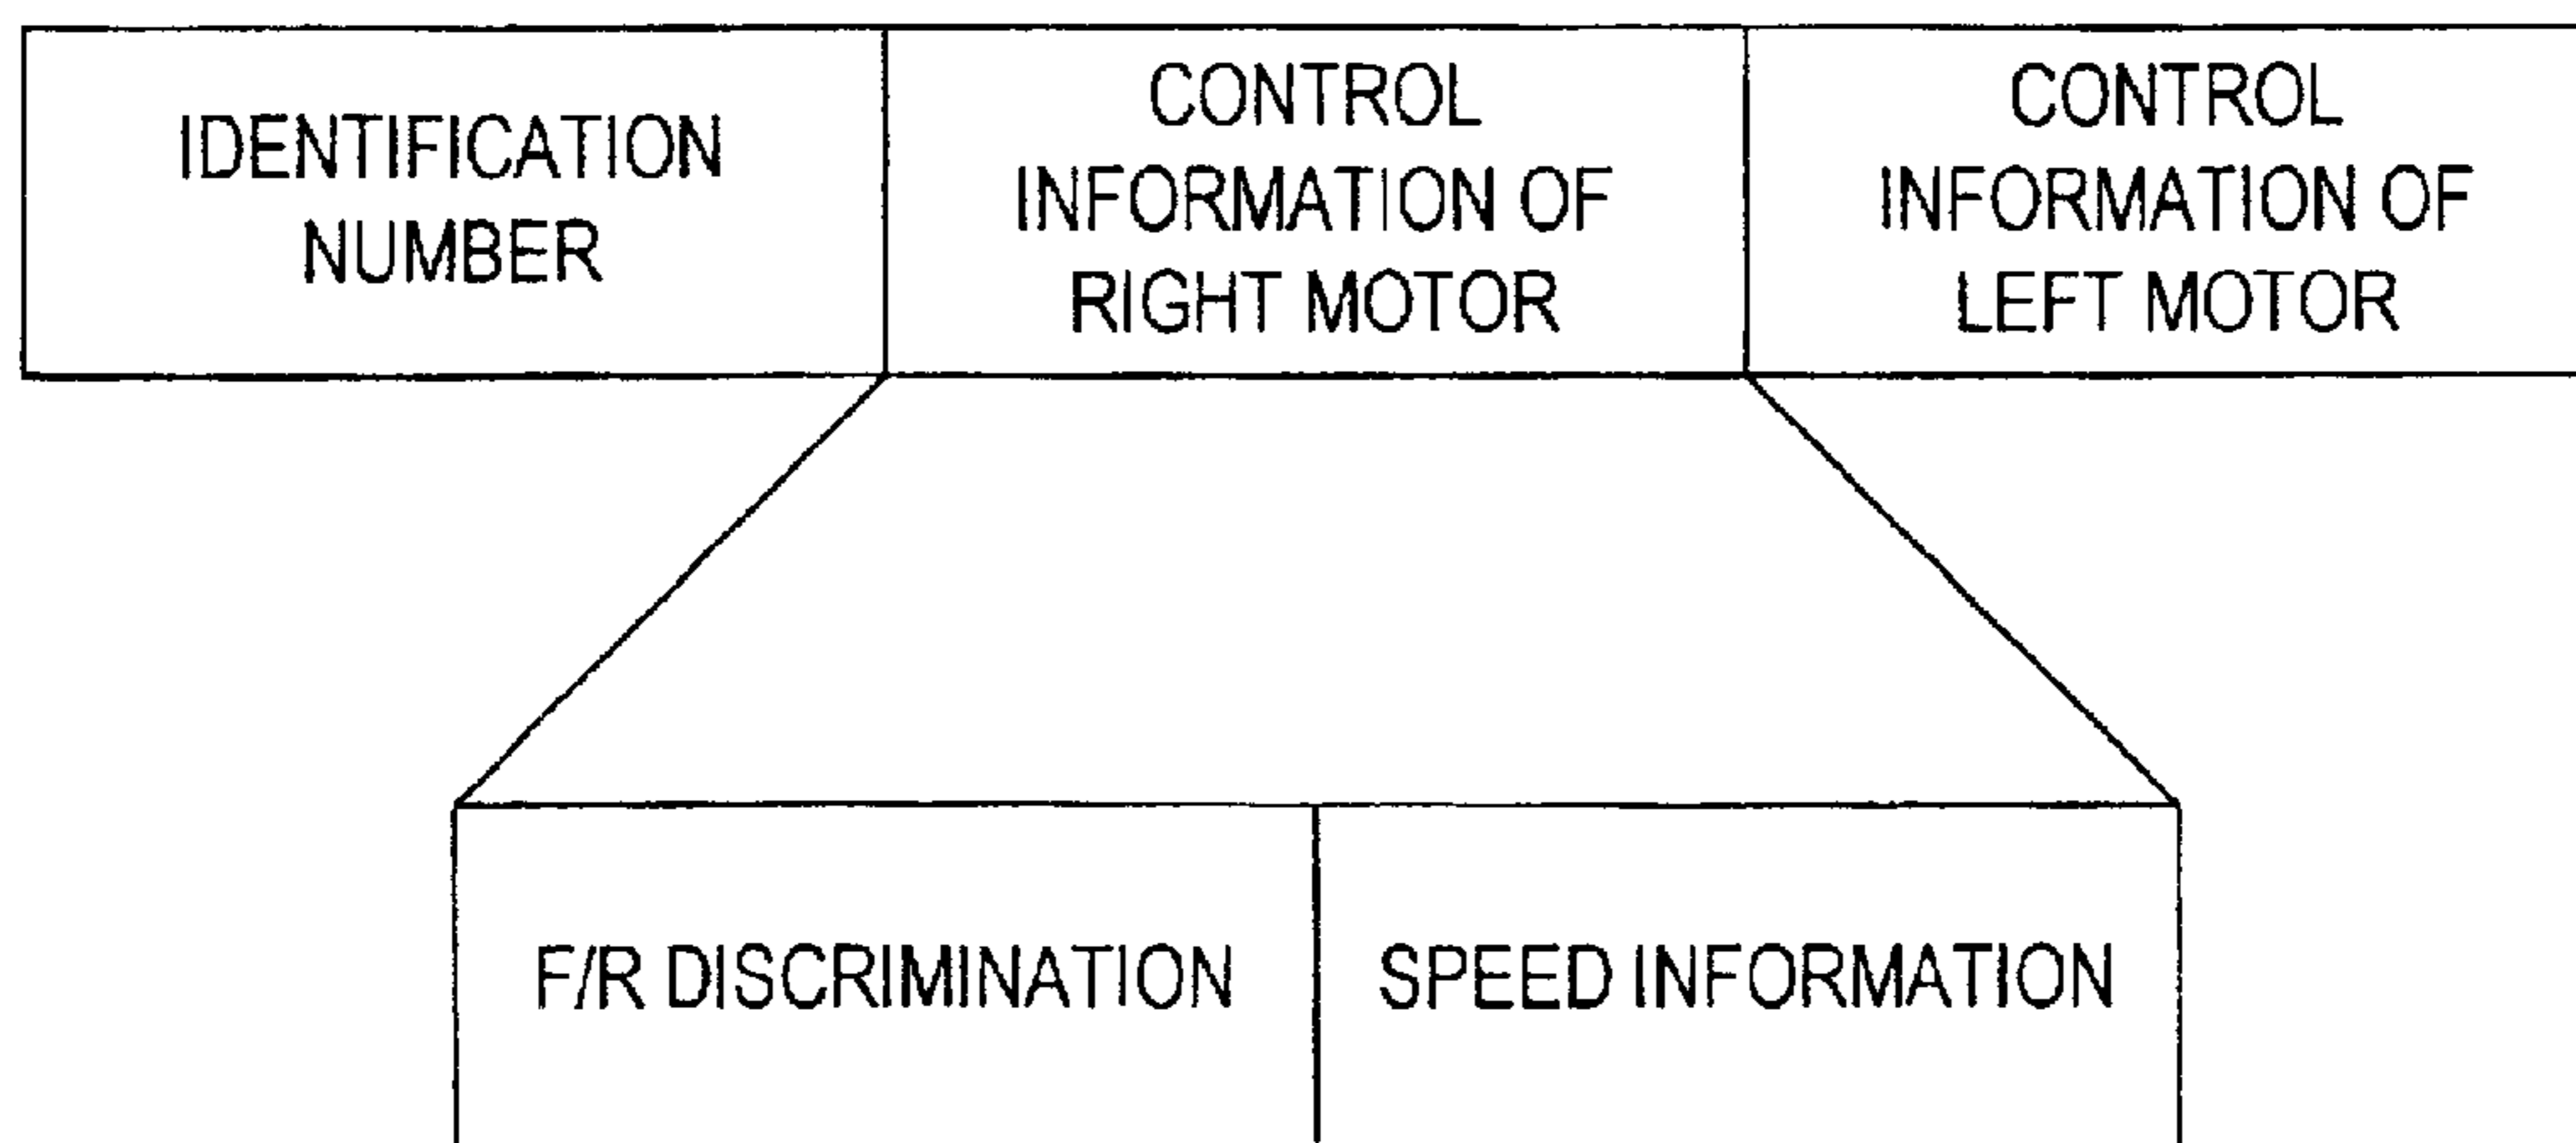 IDENTIFICATION
NUMBER
CONTROL
INFORMATION OF
RIGHT MOTOR
CONTROL
INFORMATION OF
LEFT MOTOR
F/R DISCRIMINATION
SPEED INFORMATION